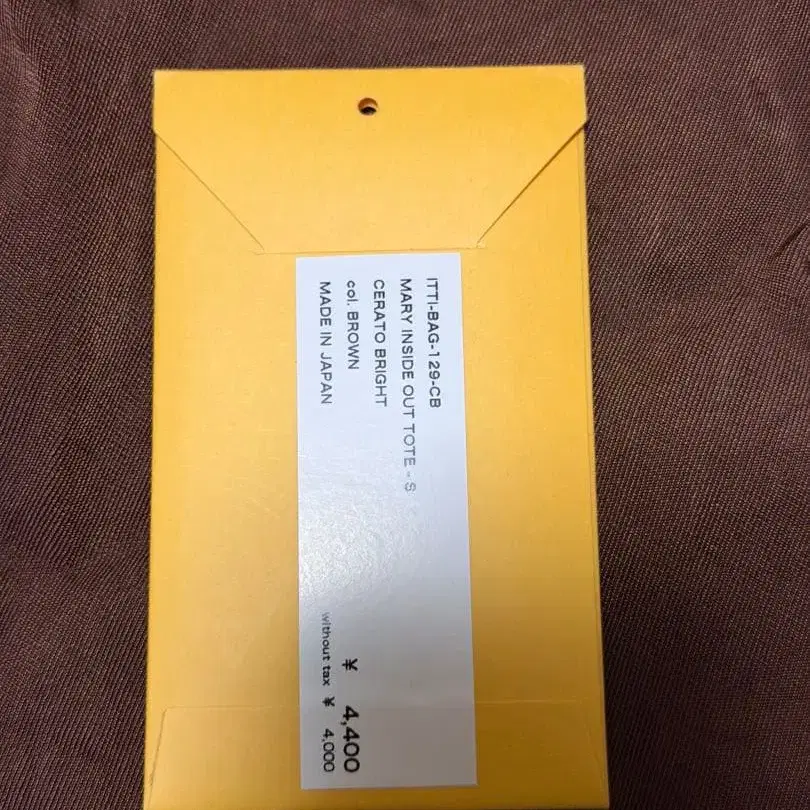 ITTI-BAG-129-CB
MARY INSIDE OUT TOTE - S
CERATO BRIGHT
col. BROWN
MADE IN JAPAN
¥ 4,400
without tax ¥ 4,000